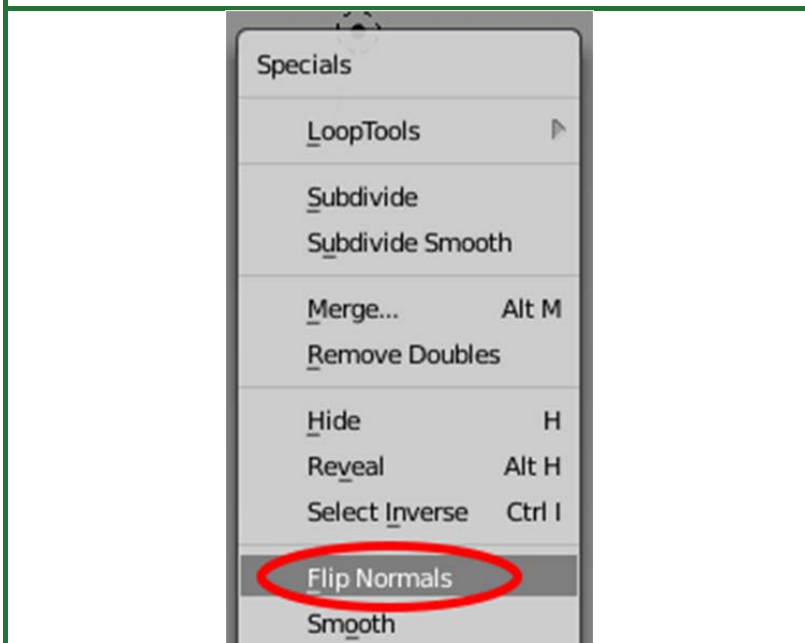 Specials
LoopTools
Subdivide
Subdivide Smooth
Merge... Alt M
Remove Doubles
Hide H
Reveal Alt H
Select Inverse Ctrl I
Flip Normals
Smooth